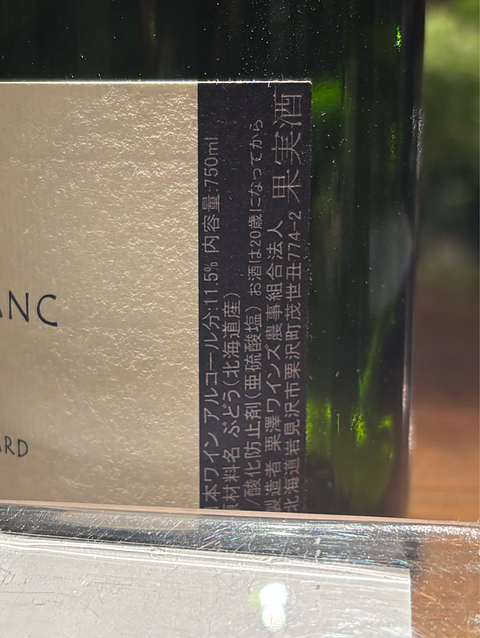 ANC
ARD
本ワイン アルコール分:11.5% 内容量:750ml
原材料名 ぶどう(北海道産)
/酸化防止剤(亜硫酸塩) お酒は20歳になってから
製造者 栗澤ワインズ農事組合法人 果実酒
北海道岩見沢市栗沢町茂世丑774-2